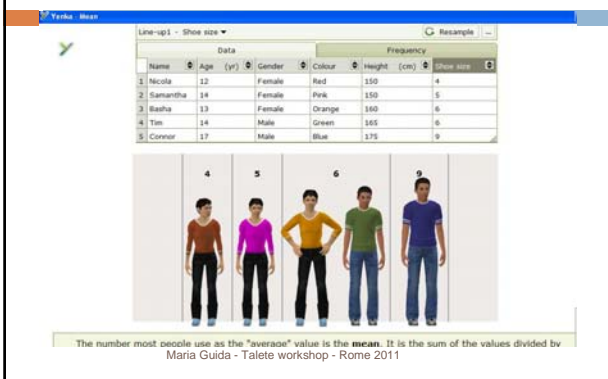 Yenka - Mean
Line-up1 - Shoe size
Resample ...
Data Frequency
Name Age (yr) Gender Colour Height (cm) Shoe size
1 Nicola 12 Female Red 150 4
2 Samantha 14 Female Pink 150 5
3 Basha 13 Female Orange 160 6
4 Tim 14 Male Green 165 6
5 Connor 17 Male Blue 175 9
4 5 6 9
The number most people use as the "average" value is the mean. It is the sum of the values divided by
Maria Guida - Talete workshop - Rome 2011